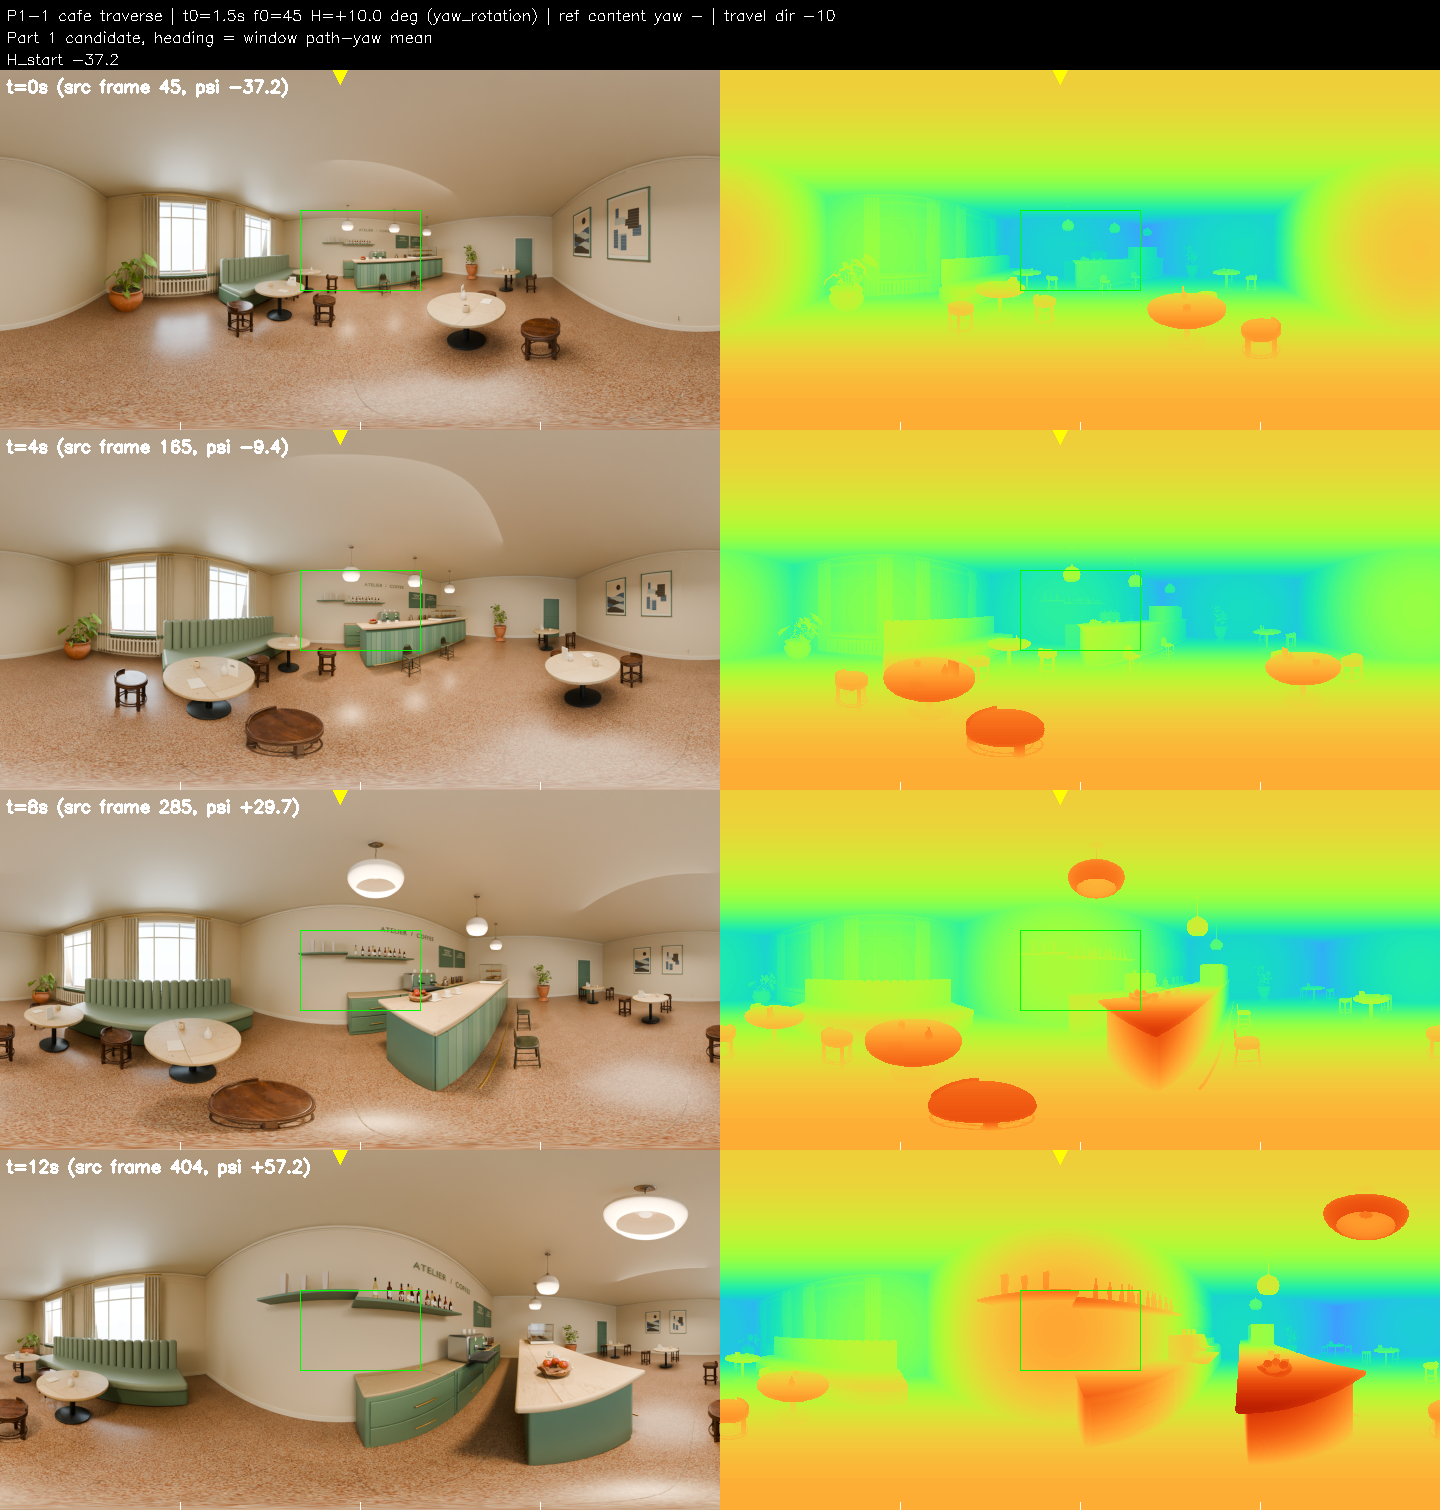 P1-1 cafe traverse | t0=1.5s f0=45 H=+10.0 deg (yaw_rotation) | ref content yaw - | travel dir -10
Part 1 candidate, heading = window path-yaw mean
H_start -37.2
t=0s (src frame 45, psi -37.2)
t=4s (src frame 165, psi -9.4)
ATELIER / COFFEE
t=8s (src frame 285, psi +29.7)
ATELIER / COFFEE
t=12s (src frame 404, psi +57.2)
ATELIER / COFFEE